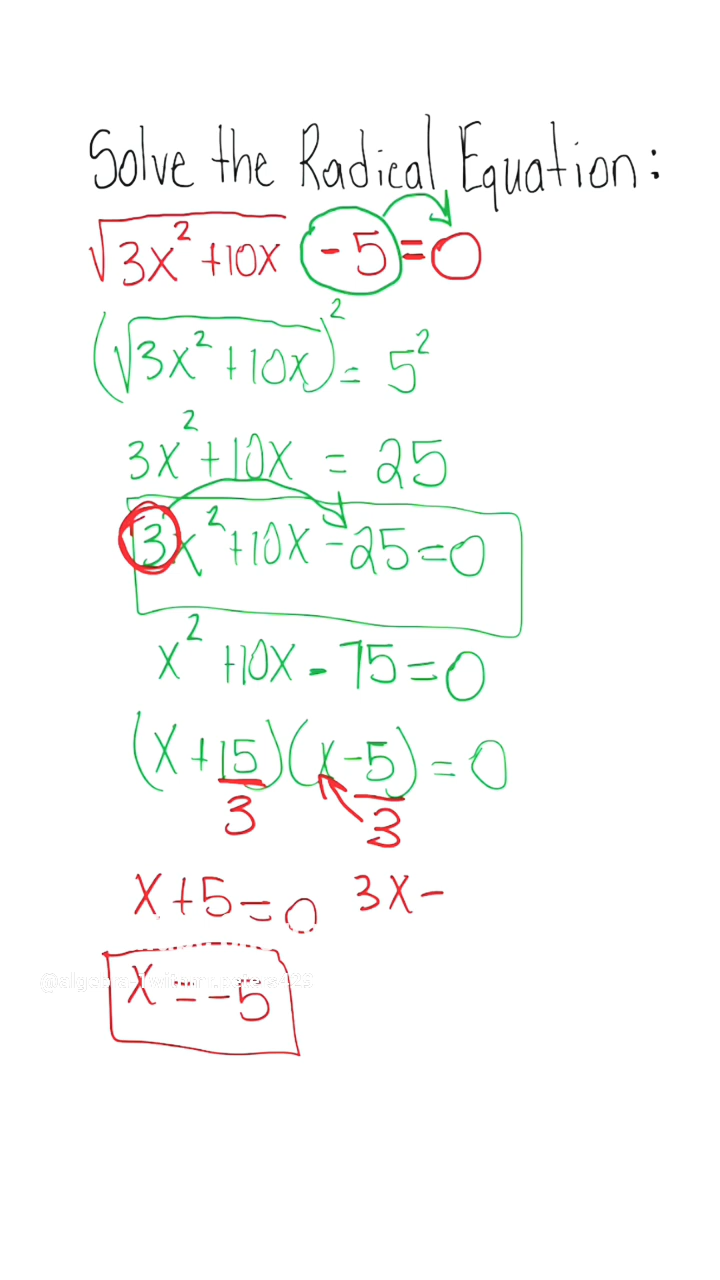 Solve the Radical Equation:
√3x² +10x -5=0
(√3x²+10x)² = 5²
3x²+10x = 25
3x²+10x-25=0
x²+10x-75=0
(x+15)(x-5)=0
3 3
x+5=0 3x-
x=-5